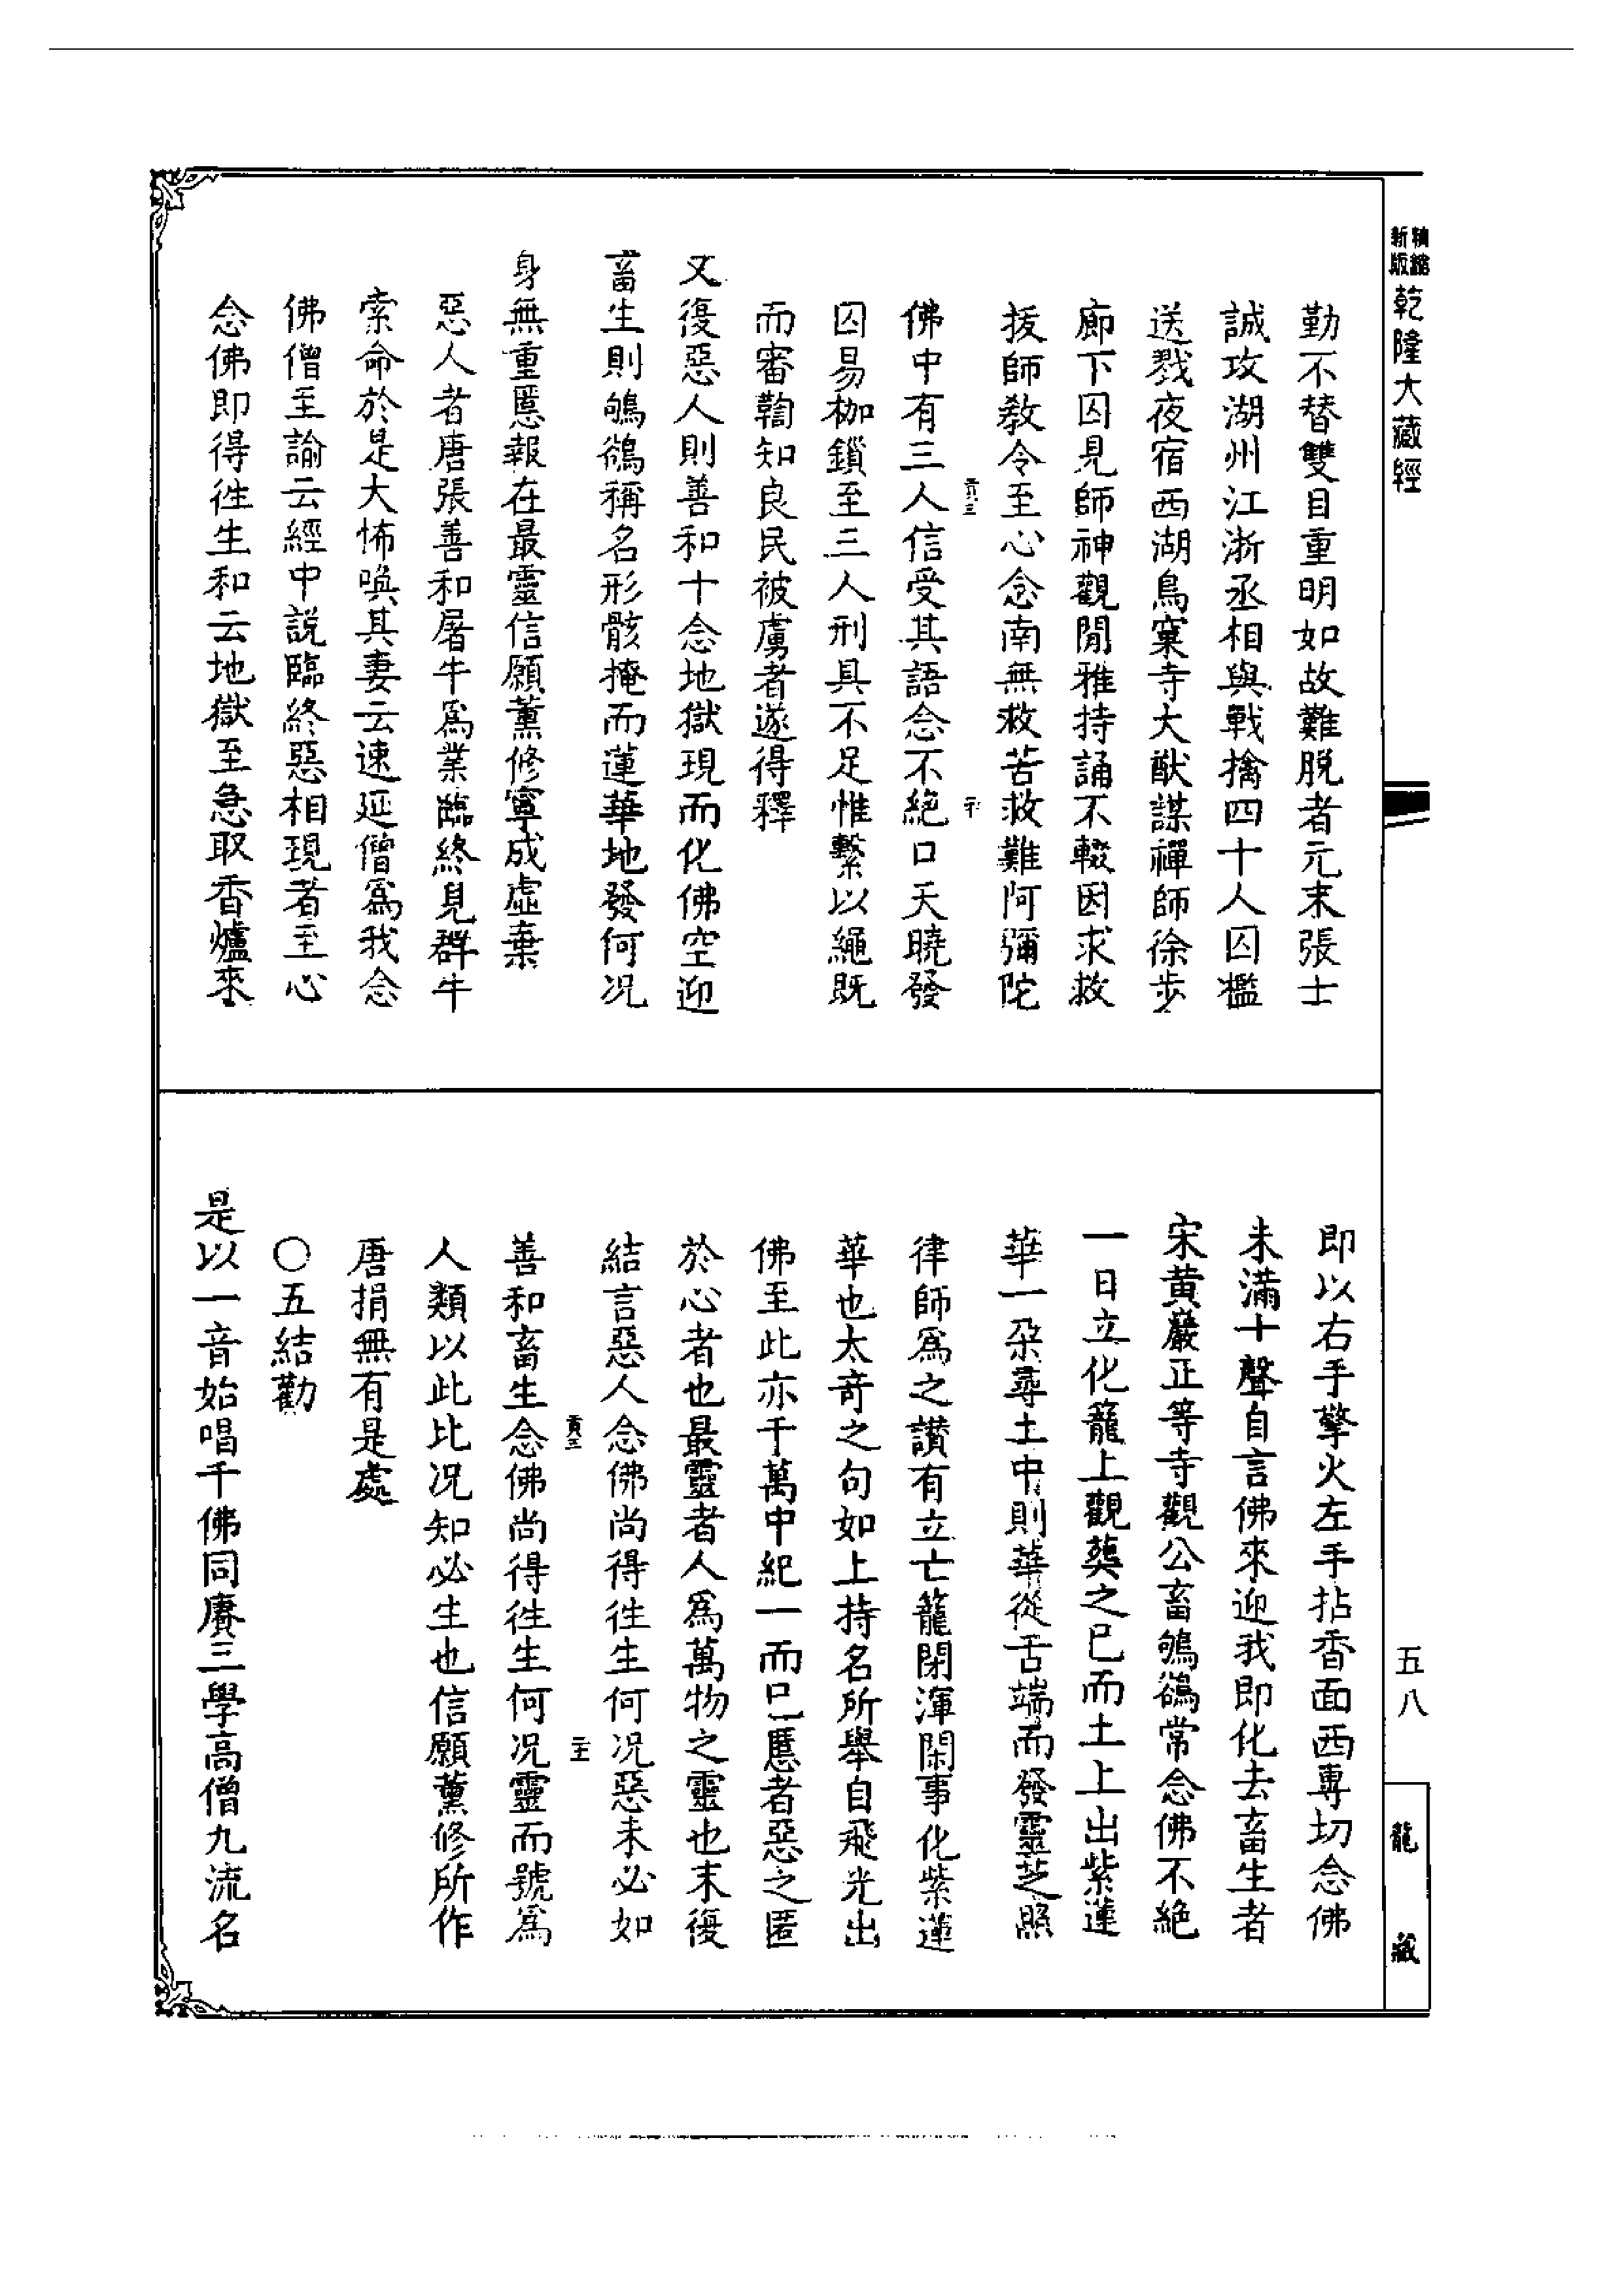 新版
精縮
乾隆大藏經
勤不替雙目重明如故難脫者元末張士
誠攻湖州江浙丞相與戰擒四十人囚檻
送戮夜宿西湖鳥窠寺大猷謀禪師徐步
廊下囚見師神觀閒雅持誦不輟因求救
援師敎令至心念南無救苦救難阿彌陀
佛中有三人信受其語念不絕口天曉發
囚易枷鎖至三人刑具不足惟繫以繩既
而審鞫知良民被虜者遂得釋
又復惡人則善和十念地獄現而化佛空迎
畜生則鴝鵒稱名形骸掩而蓮華地發何况
身無重慝報在最靈信願薰修寧成虛棄
惡人者唐張善和屠牛爲業臨終見群牛
索命於是大怖喚其妻云速延僧爲我念
佛僧至諭云經中說臨終惡相現者至心
念佛即得徃生和云地獄至急取香爐來
即以右手擎火左手拈香面西專切念佛
未滿十聲自言佛來迎我即化去畜生者
宋黄巖正等寺觀公畜鴝鵒常念佛不絶
一日立化籠上觀葬之已而土上出紫蓮
華一朶尋土中則華從舌端而發靈芝照
律師爲之讃有立亡籠閉渾閑事化紫蓮
華也太奇之句如上持名所舉自飛光出
佛至此亦千萬中紀一而已慝者惡之匿
於心者也最靈者人爲萬物之靈也末復
結言惡人念佛尚得徃生何况惡未必如
善和畜生念佛尚得徃生何况靈而號爲
人類以此比况知必生也信願薰修所作
唐捐無有是處
○五結勸
是以一音始唱千佛同賡三學高僧九流名
五八
龍藏